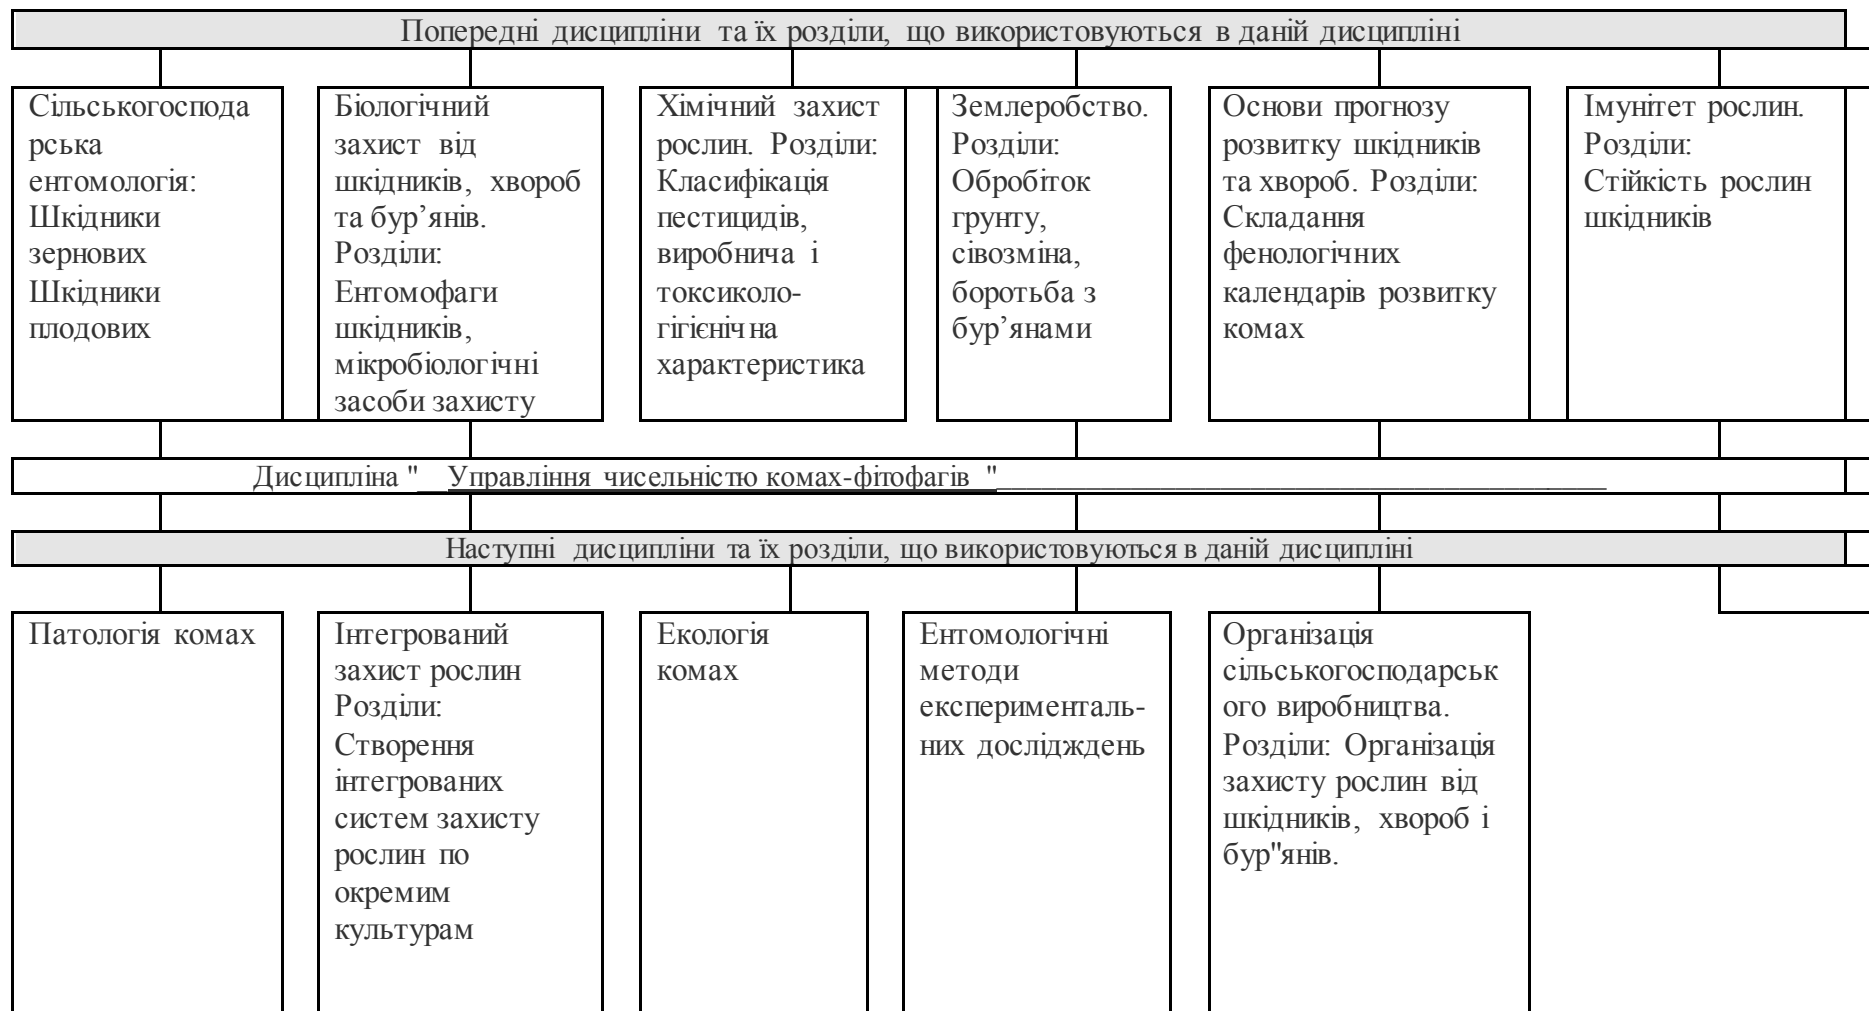 Попередні дисципліни та їх розділи, що використовуються в даній дисципліні
Сільськогоспода
рська
ентомологія:
Шкідники
зернових
Шкідники
плодових
Біологічний
захист від
шкідників, хвороб
та бур’янів.
Розділи:
Ентомофаги
шкідників,
мікробіологічні
засоби захисту
Хімічний захист
рослин. Розділи:
Класифікація
пестицидів,
виробнича і
токсиколо-
гігієнічна
характеристика
Землеробство.
Розділи:
Обробіток
грунту,
сівозміна,
боротьба з
бур’янами
Основи прогнозу
розвитку шкідників
та хвороб. Розділи:
Складання
фенологічних
календарів розвитку
комах
Імунітет рослин.
Розділи:
Стійкість рослин
шкідників
Дисципліна "__Управління чисельністю комах-фітофагів "________________________________________
Наступні дисципліни та їх розділи, що використовуються в даній дисципліні
Патологія комах
Інтегрований
захист рослин
Розділи:
Створення
інтегрованих
систем захисту
рослин по
окремим
культурам
Екологія
комах
Ентомологічні
методи
експерименталь-
них досліджень
Організація
сільськогосподарськ
ого виробництва.
Розділи: Організація
захисту рослин від
шкідників, хвороб і
бур"янів.